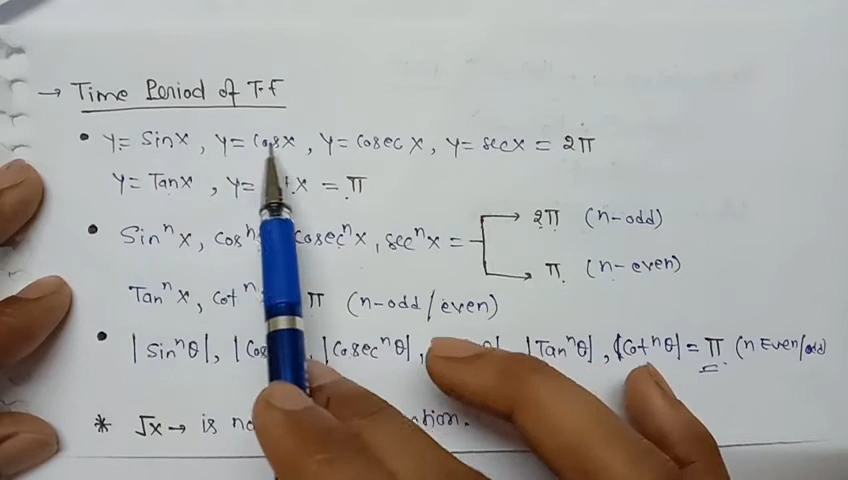 → Time Period of T.F
• Y = Sinx, Y = Cosx, Y = Cosec x, Y = secx = 2π
Y = Tanx, Y = x = π
• Sinⁿx, cosⁿ cosecⁿx, secⁿx = → 2π (n-odd)
→ π (n-even)
Tanⁿx, cotⁿ π (n-odd/even)
• |Sinⁿθ|, |Cosecⁿθ|, |Tanⁿθ|, |Cotⁿθ| = π (n Even/odd)
* √x → is